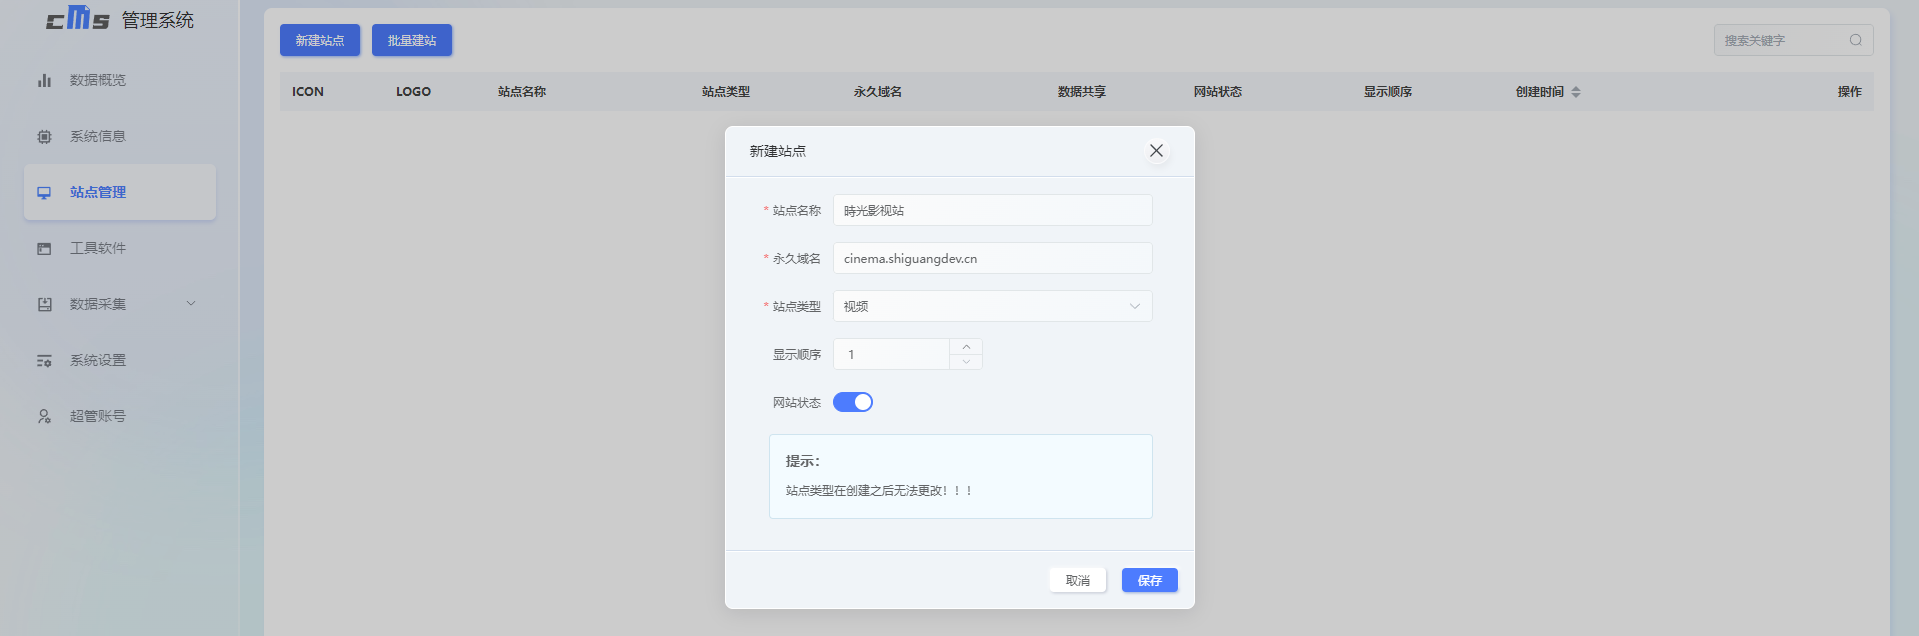 cms 管理系统
新建站点 批量建站 搜索关键字
数据概览
系统信息
站点管理
工具软件
数据采集
系统设置
超管账号
ICON LOGO 站点名称 站点类型 永久域名 数据共享 网站状态 显示顺序 创建时间 操作
新建站点
* 站点名称 時光影视站
* 永久域名 cinema.shiguangdev.cn
* 站点类型 视频
显示顺序 1
网站状态
提示：
站点类型在创建之后无法更改！！！
取消 保存